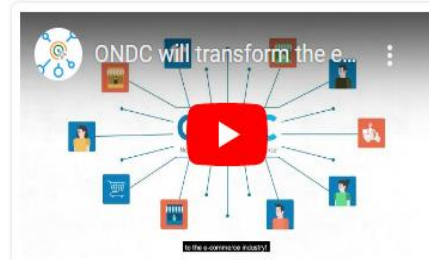 ONDC will transform the e...
to the e-commerce industry!